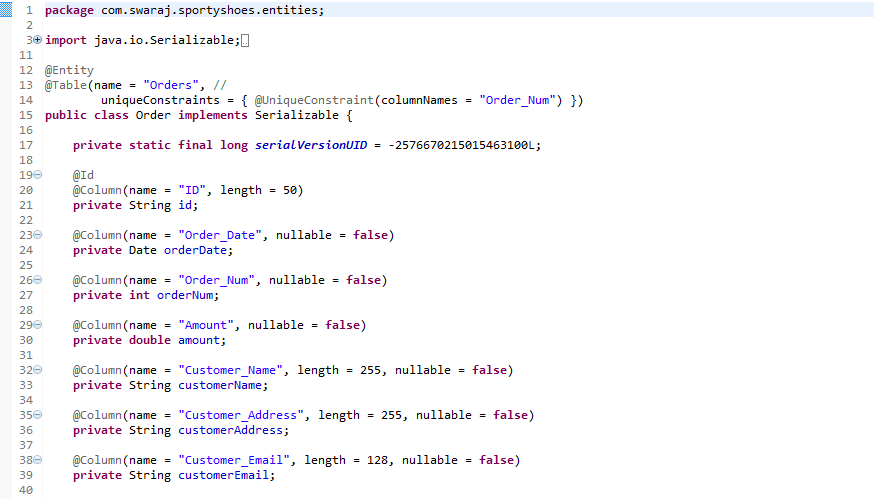 1 package com.swaraj.sportyshoes.entities;
2
3 import java.io.Serializable;
11
12 @Entity
13 @Table(name = "Orders", //
14         uniqueConstraints = { @UniqueConstraint(columnNames = "Order_Num") })
15 public class Order implements Serializable {
16
17     private static final long serialVersionUID = -2576670215015463100L;
18
19     @Id
20     @Column(name = "ID", length = 50)
21     private String id;
22
23     @Column(name = "Order_Date", nullable = false)
24     private Date orderDate;
25
26     @Column(name = "Order_Num", nullable = false)
27     private int orderNum;
28
29     @Column(name = "Amount", nullable = false)
30     private double amount;
31
32     @Column(name = "Customer_Name", length = 255, nullable = false)
33     private String customerName;
34
35     @Column(name = "Customer_Address", length = 255, nullable = false)
36     private String customerAddress;
37
38     @Column(name = "Customer_Email", length = 128, nullable = false)
39     private String customerEmail;
40